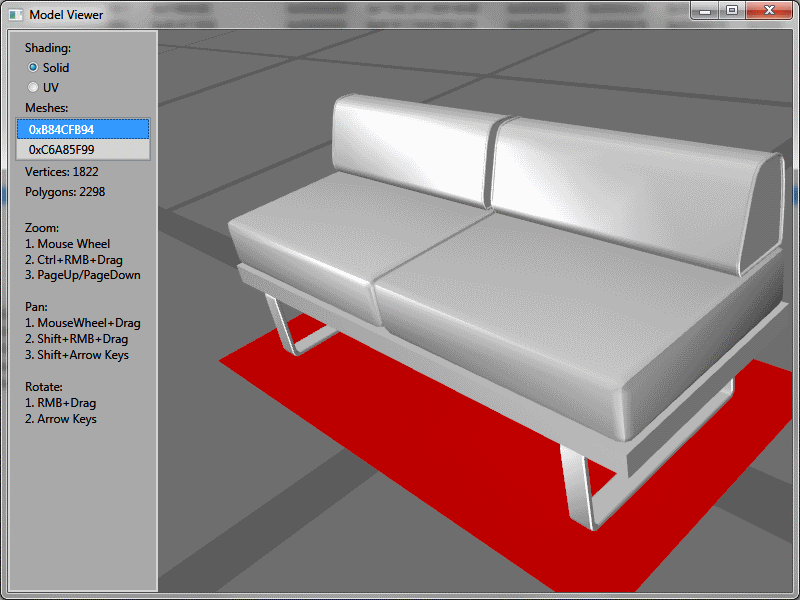 Model Viewer
Shading:
Solid
UV
Meshes:
0xB84CFB94
0xC6A85F99
Vertices: 1822
Polygons: 2298
Zoom:
1. Mouse Wheel
2. Ctrl+RMB+Drag
3. PageUp/PageDown
Pan:
1. MouseWheel+Drag
2. Shift+RMB+Drag
3. Shift+Arrow Keys
Rotate:
1. RMB+Drag
2. Arrow Keys